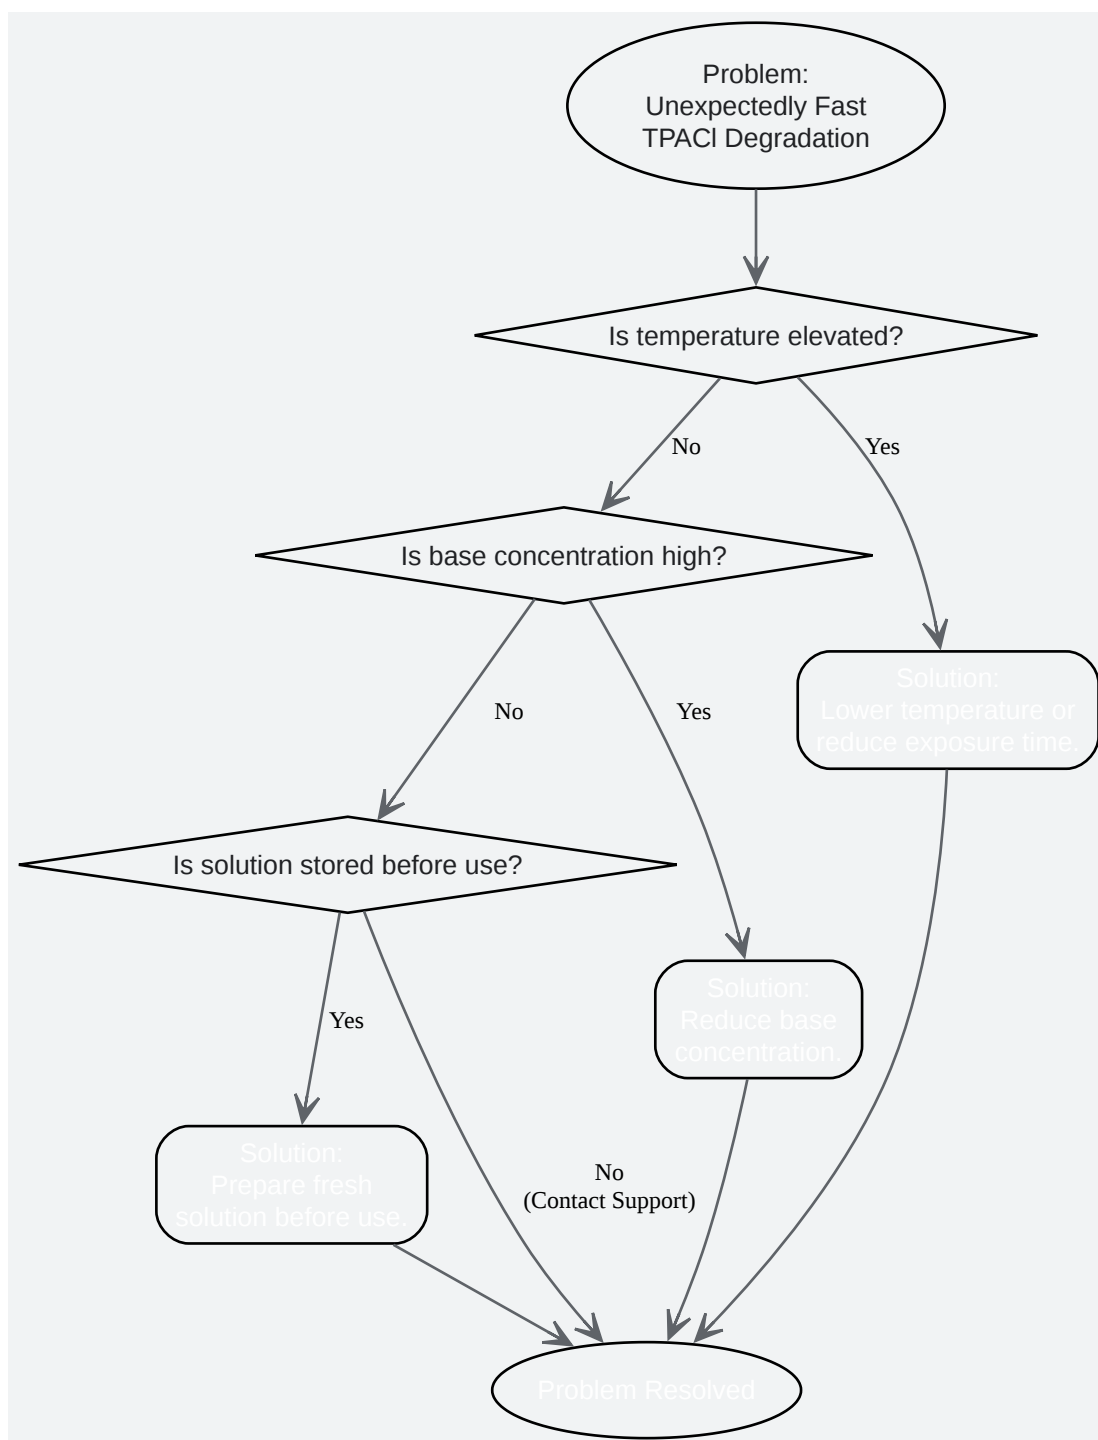 Problem:
Unexpectedly Fast
TPACl Degradation
Is temperature elevated?
No
Yes
Is base concentration high?
Solution:
Lower temperature or
reduce exposure time.
No
Yes
Is solution stored before use?
Solution:
Reduce base
concentration.
Yes
Solution:
Prepare fresh
solution before use.
No
(Contact Support)
Problem Resolved